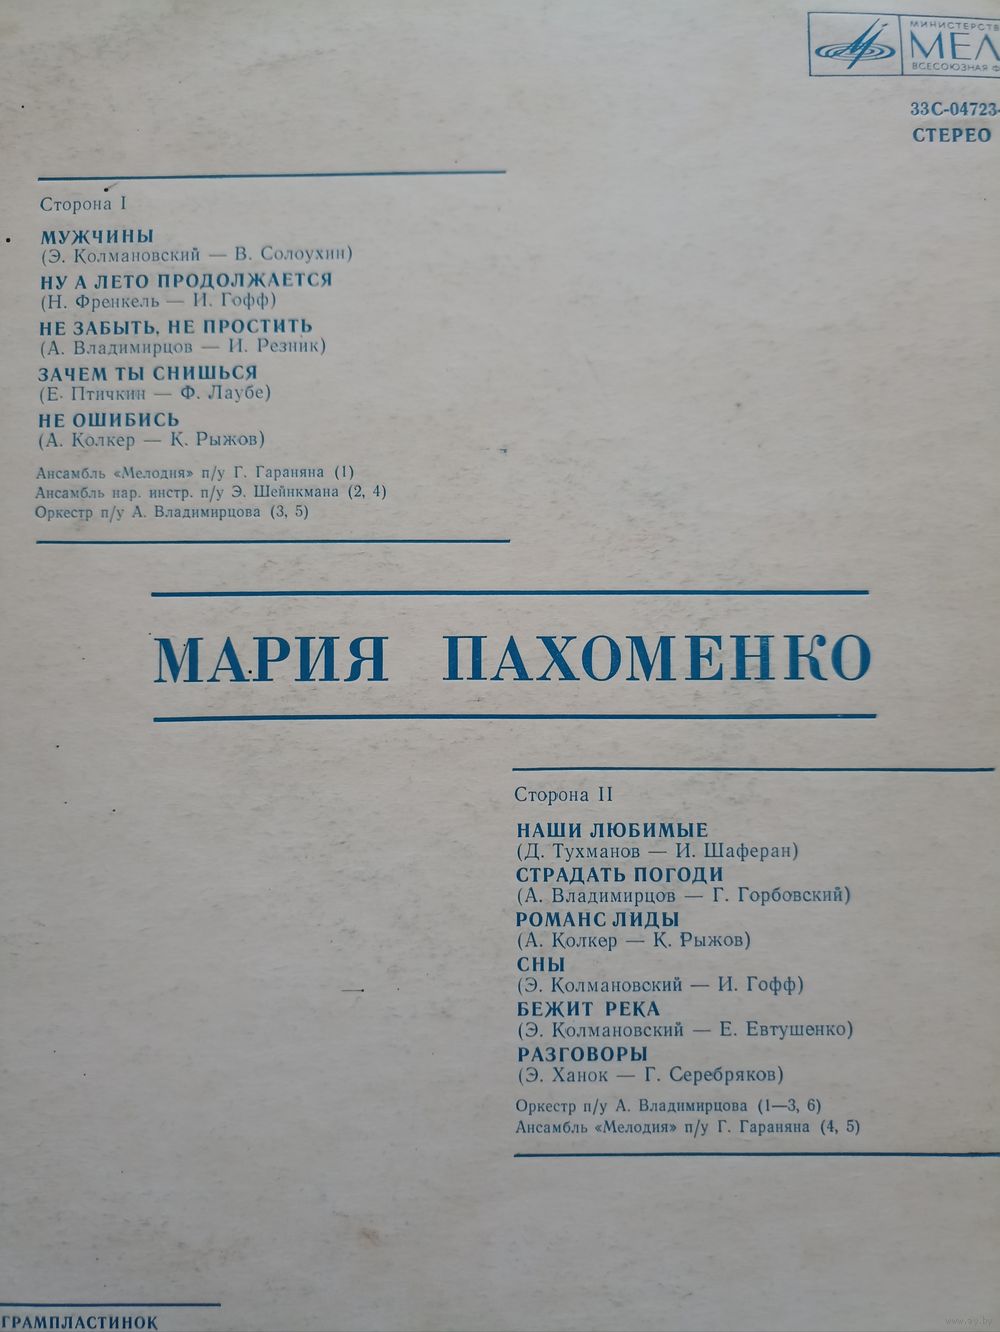 МИНИСТЕРСТВ
МЕЛ
ВСЕСОЮЗНАЯ Ф
33С-04723-
СТЕРЕО
Сторона I
МУЖЧИНЫ
(Э. Колмановский — В. Солоухин)
НУ А ЛЕТО ПРОДОЛЖАЕТСЯ
(Н. Френкель — И. Гофф)
НЕ ЗАБЫТЬ, НЕ ПРОСТИТЬ
(А. Владимирцов — И. Резник)
ЗАЧЕМ ТЫ СНИШЬСЯ
(Е. Птичкин — Ф. Лаубе)
НЕ ОШИБИСЬ
(А. Колкер — К. Рыжов)
Ансамбль «Мелодия» п/у Г. Гараняна (1)
Ансамбль нар. инстр. п/у Э. Шейнкмана (2, 4)
Оркестр п/у А. Владимирцова (3, 5)
МАРИЯ ПАХОМЕНКО
Сторона II
НАШИ ЛЮБИМЫЕ
(Д. Тухманов — И. Шаферан)
СТРАДАТЬ ПОГОДИ
(А. Владимирцов — Г. Горбовский)
РОМАНС ЛИДЫ
(А. Колкер — К. Рыжов)
СНЫ
(Э. Колмановский — И. Гофф)
БЕЖИТ РЕКА
(Э. Колмановский — Е. Евтушенко)
РАЗГОВОРЫ
(Э. Ханок — Г. Серебряков)
Оркестр п/у А. Владимирцова (1—3, 6)
Ансамбль «Мелодия» п/у Г. Гараняна (4, 5)
ГРАМПЛАСТИНОК
www.ay.by